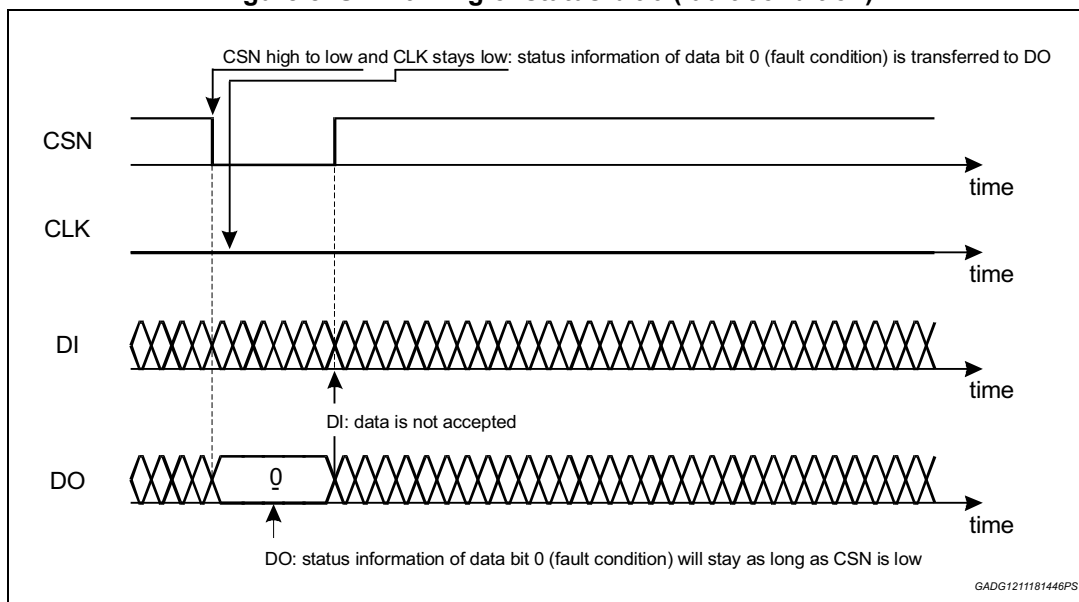 CSN high to low and CLK stays low: status information of data bit 0 (fault condition) is transferred to DO
CSN
time
CLK
time
DI
time
DI: data is not accepted
DO
0
time
DO: status information of data bit 0 (fault condition) will stay as long as CSN is low
GADG1211181446PS